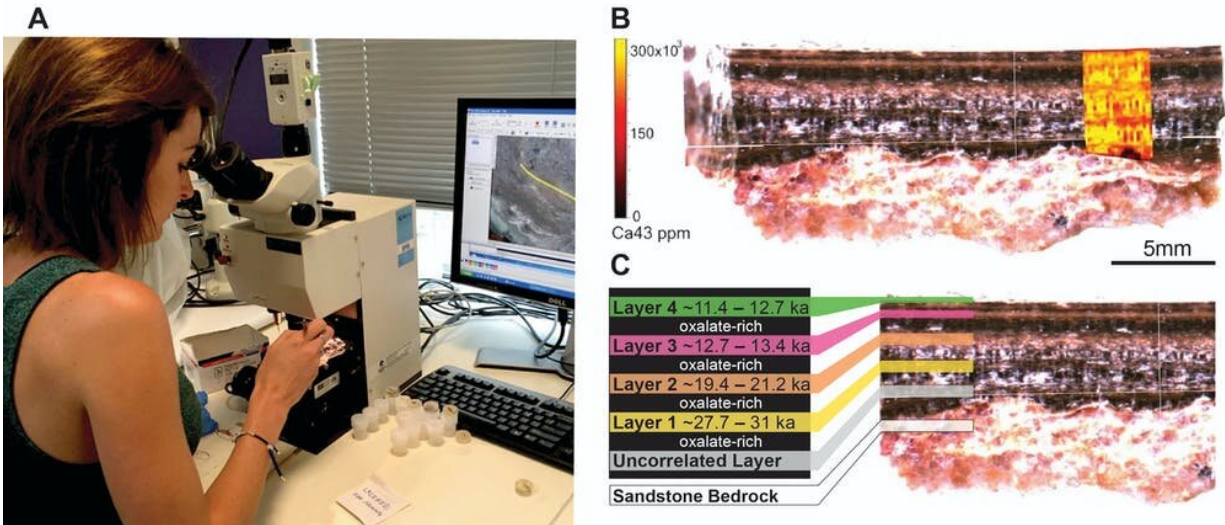 A
DELL
B
300x10³
150
0
Ca43 ppm
5mm
C
Layer 4 ~11.4 – 12.7 ka
oxalate-rich
Layer 3 ~12.7 – 13.4 ka
oxalate-rich
Layer 2 ~19.4 – 21.2 ka
oxalate-rich
Layer 1 ~27.7 – 31 ka
oxalate-rich
Uncorrelated Layer
Sandstone Bedrock